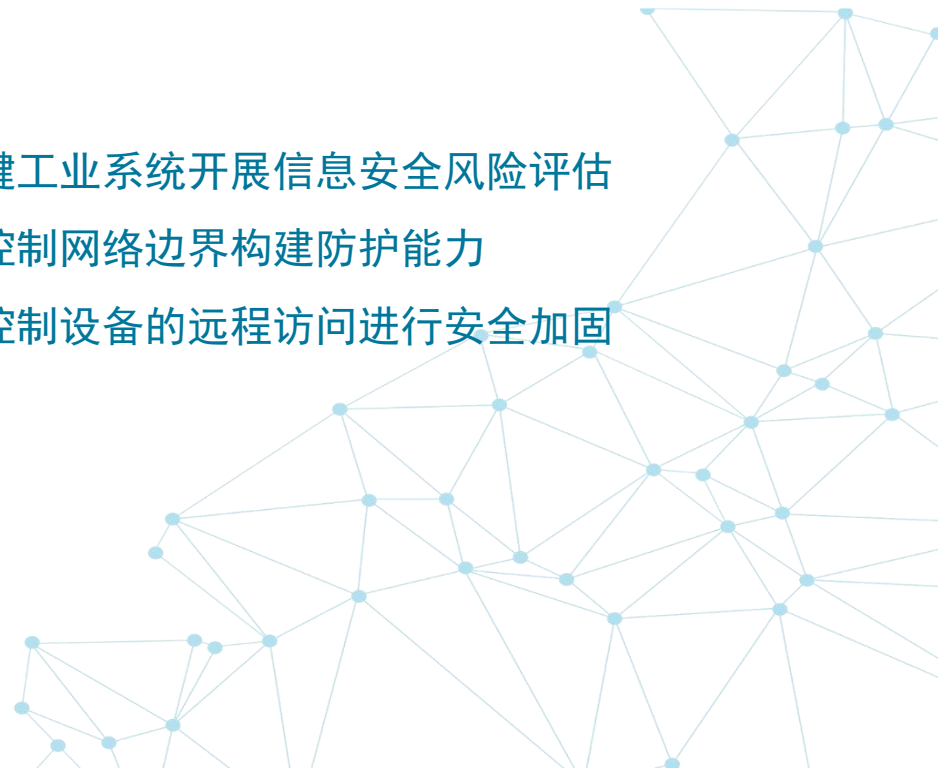 建工业系统开展信息安全风险评估
控制网络边界构建防护能力
控制设备的远程访问进行安全加固